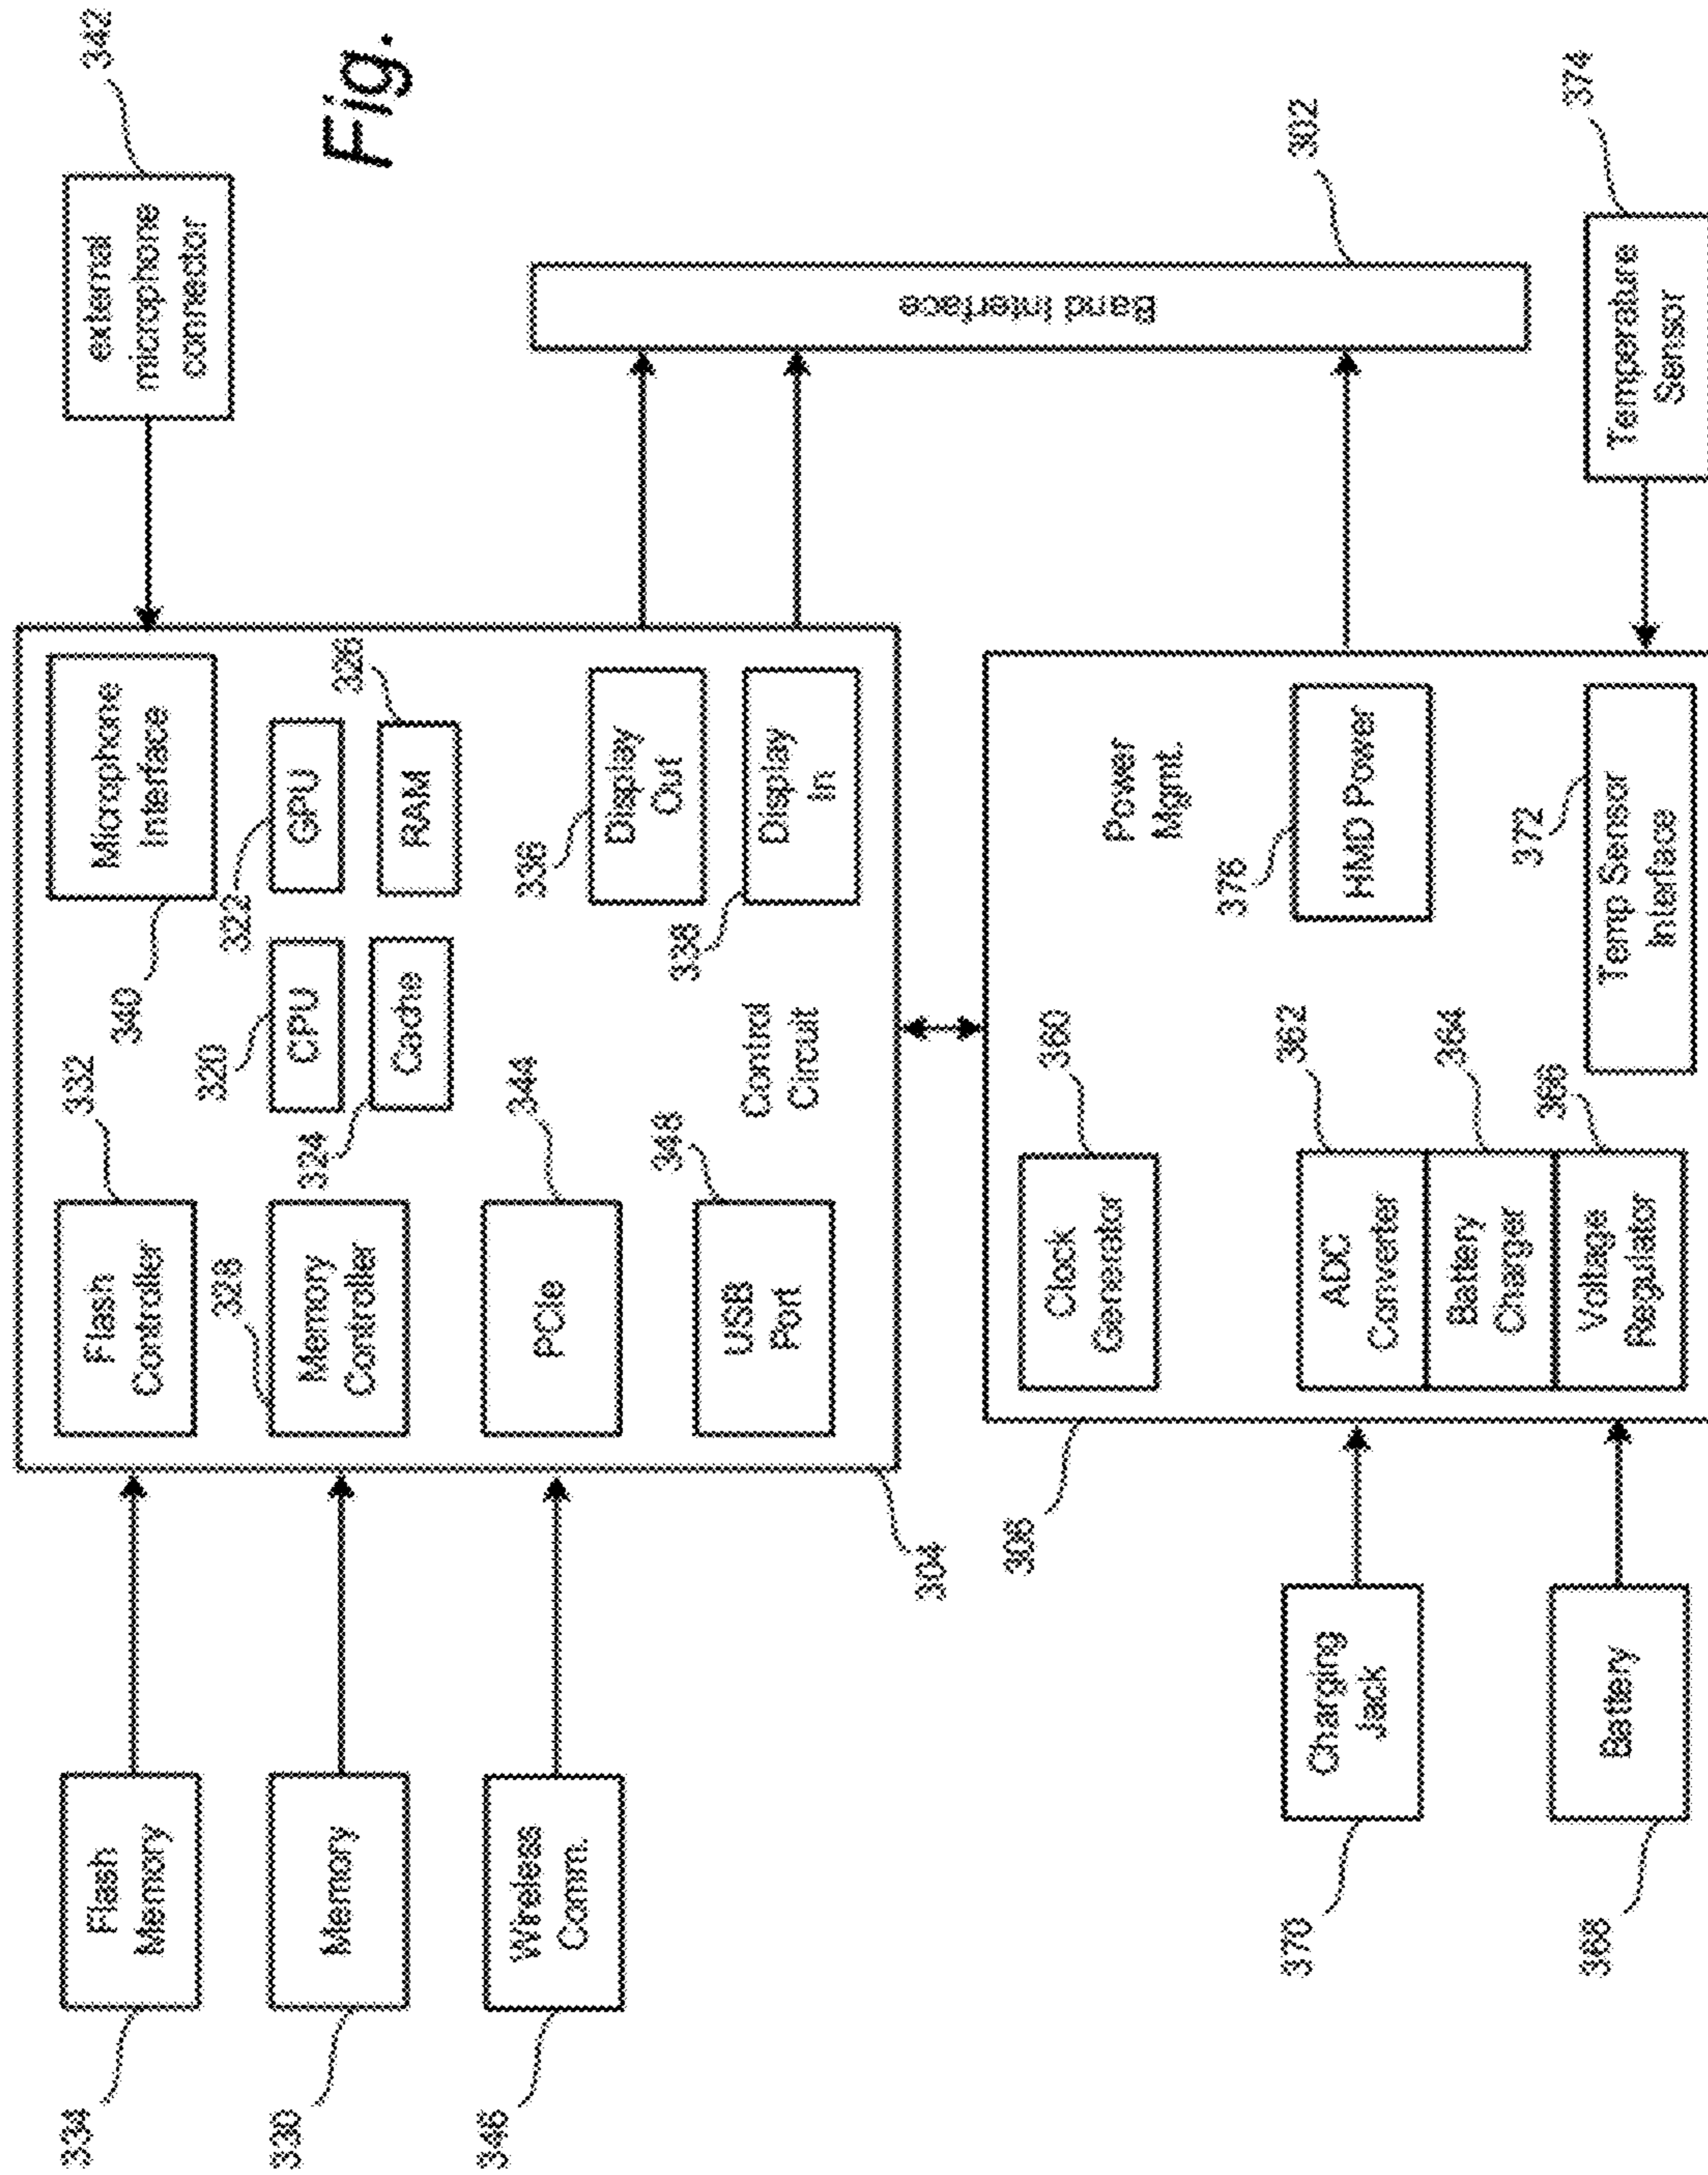 342
external
microphone
connector
Fig.
334
Flash
Memory
332
Flash
Controller
340
Microphone
Interface
330
Memory
328
Memory
Controller
320
CPU
322
GPU
324
Cache
326
RAM
346
Wireless
Comm.
344
PCIe
336
Display
Out
348
USB
Port
338
Display
In
Control
Circuit
304
302
Band Interface
306
360
Clock
Generator
Power
Mgmt.
370
Charging
Jack
362
ADC
Converter
376
HMD Power
364
Battery
Charger
368
Battery
366
Voltage
Regulator
372
Temp Sensor
Interface
374
Temperature
Sensor